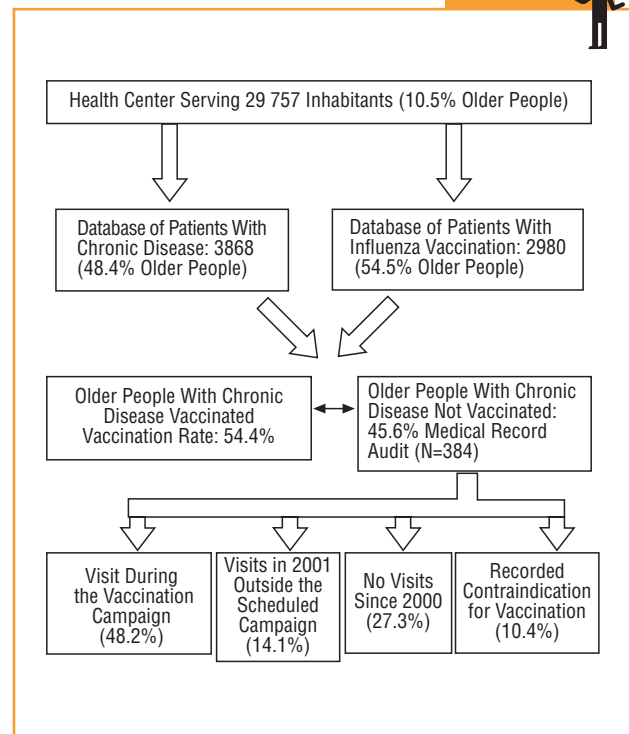 Health Center Serving 29 757 Inhabitants (10.5% Older People)
Database of Patients With
Chronic Disease: 3868
(48.4% Older People)
Database of Patients With
Influenza Vaccination: 2980
(54.5% Older People)
Older People With Chronic
Disease Vaccinated
Vaccination Rate: 54.4%
Older People With Chronic
Disease Not Vaccinated:
45.6% Medical Record
Audit (N=384)
Visit During
the Vaccination
Campaign
(48.2%)
Visits in 2001
Outside the
Scheduled
Campaign
(14.1%)
No Visits
Since 2000
(27.3%)
Recorded
Contraindication
for Vaccination
(10.4%)